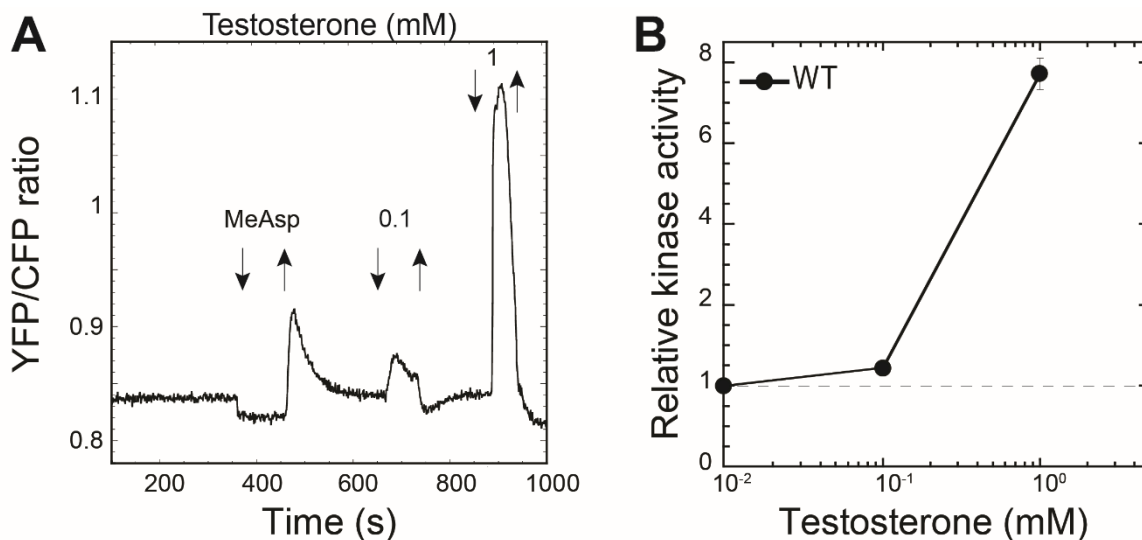 A
Testosterone (mM)
1
1.1
1
MeAsp
0.1
0.9
0.8
YFP/CFP ratio
200
400
600
800
1000
Time (s)
B
WT
8
6
4
2
1
0
Relative kinase activity
10-2
10-1
100
Testosterone (mM)